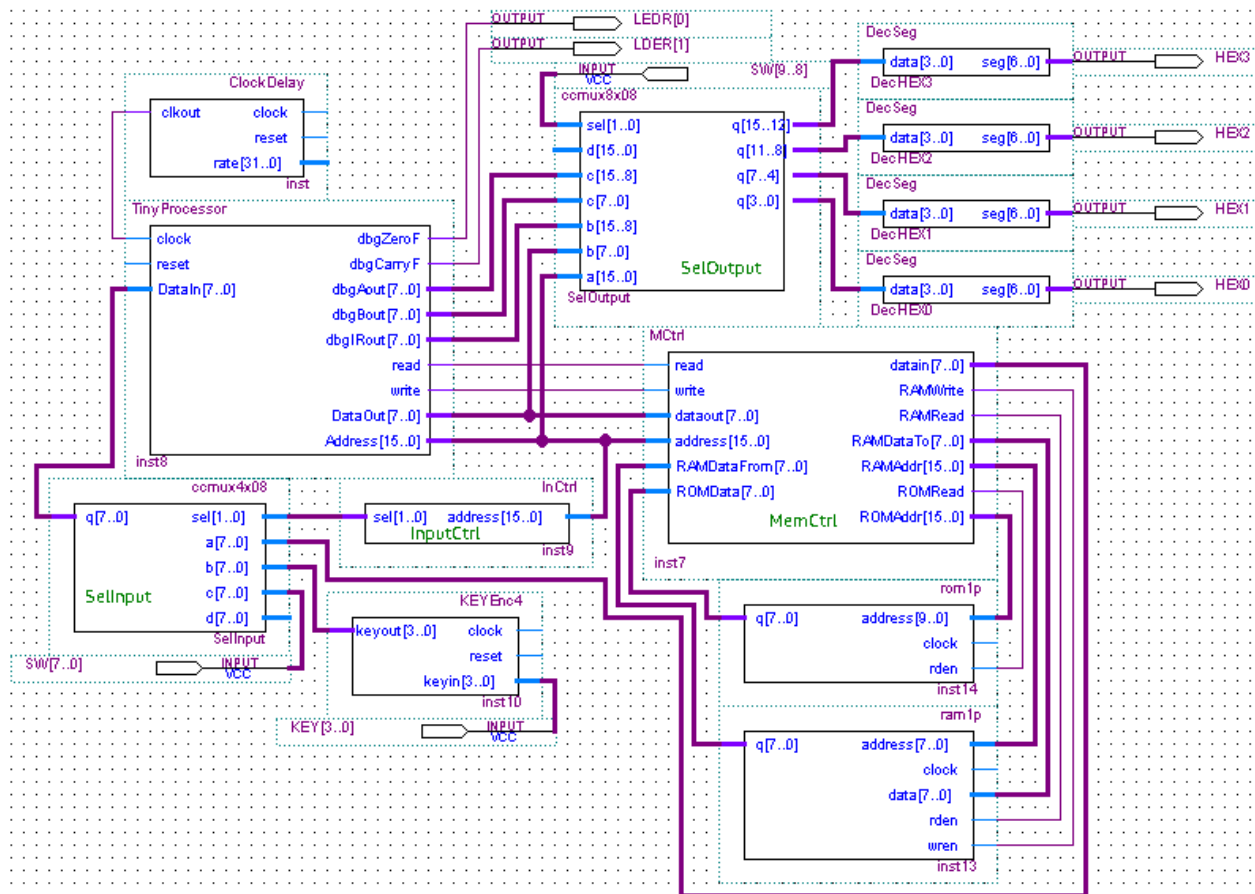 OUTPUT LEDR[0]
OUTPUT LDER[1]
INPUT
VCC
SW[9..8]
ClockDelay
clkout clock
reset
rate[31..0]
inst
TinyProcessor
clock dbgZeroF
reset dbgCarryF
DataIn[7..0] dbgAout[7..0]
dbgBout[7..0]
dbgIRout[7..0]
read
write
DataOut[7..0]
Address[15..0]
inst8
ccmux8x08
sel[1..0] q[15..12]
d[15..0] q[11..8]
c[15..8] q[7..4]
c[7..0] q[3..0]
b[15..8]
b[7..0]
a[15..0]
SelOutput
SelOutput
DecSeg
data[3..0] seg[6..0] OUTPUT HEX3
DecHEX3
DecSeg
data[3..0] seg[6..0] OUTPUT HEX2
DecHEX2
DecSeg
data[3..0] seg[6..0] OUTPUT HEX1
DecHEX1
DecSeg
data[3..0] seg[6..0] OUTPUT HEX0
DecHEX0
MCtrl
read datain[7..0]
write RAMWrite
dataout[7..0] RAMRead
address[15..0] RAMDataTo[7..0]
RAMDataFrom[7..0] RAMAddr[15..0]
ROMData[7..0] ROMRead
ROMAddr[15..0]
MemCtrl
inst7
ccmux4x08
q[7..0] sel[1..0]
a[7..0]
b[7..0]
c[7..0]
d[7..0]
SelInput
SelInput
InCtrl
sel[1..0] address[15..0]
InputCtrl
inst9
SW[7..0] INPUT
VCC
KEYEnc4
keyout[3..0] clock
reset
keyin[3..0]
inst10
KEY[3..0] INPUT
VCC
rom1p
q[7..0] address[9..0]
clock
rden
inst14
ram1p
q[7..0] address[7..0]
clock
data[7..0]
rden
wren
inst13